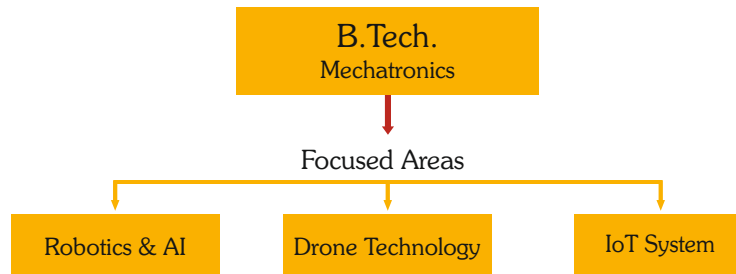 B.Tech.
Mechatronics
Focused Areas
Robotics & AI
Drone Technology
IoT System